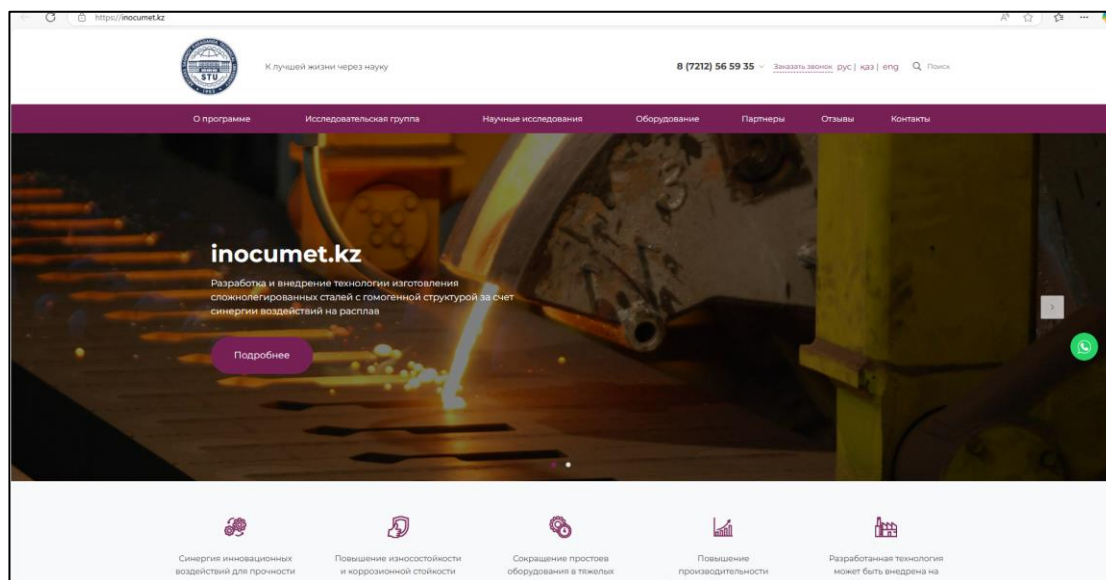 https://inocumet.kz
STU
1953
К лучшей жизни через науку
8 (7212) 56 59 35
Заказать звонок рус | қаз | eng
Поиск
О программе Исследовательская группа Научные исследования Оборудование Партнеры Отзывы Контакты
inocumet.kz
Разработка и внедрение технологии изготовления
сложнолегированных сталей с гомогенной структурой за счет
синергии воздействий на расплав
Подробнее
Синергия инновационных
воздействий для прочности
Повышение износостойкости
и коррозионной стойкости
Сокращение простоев
оборудования в тяжелых
Повышение
производительности
Разработанная технология
может быть внедрена на